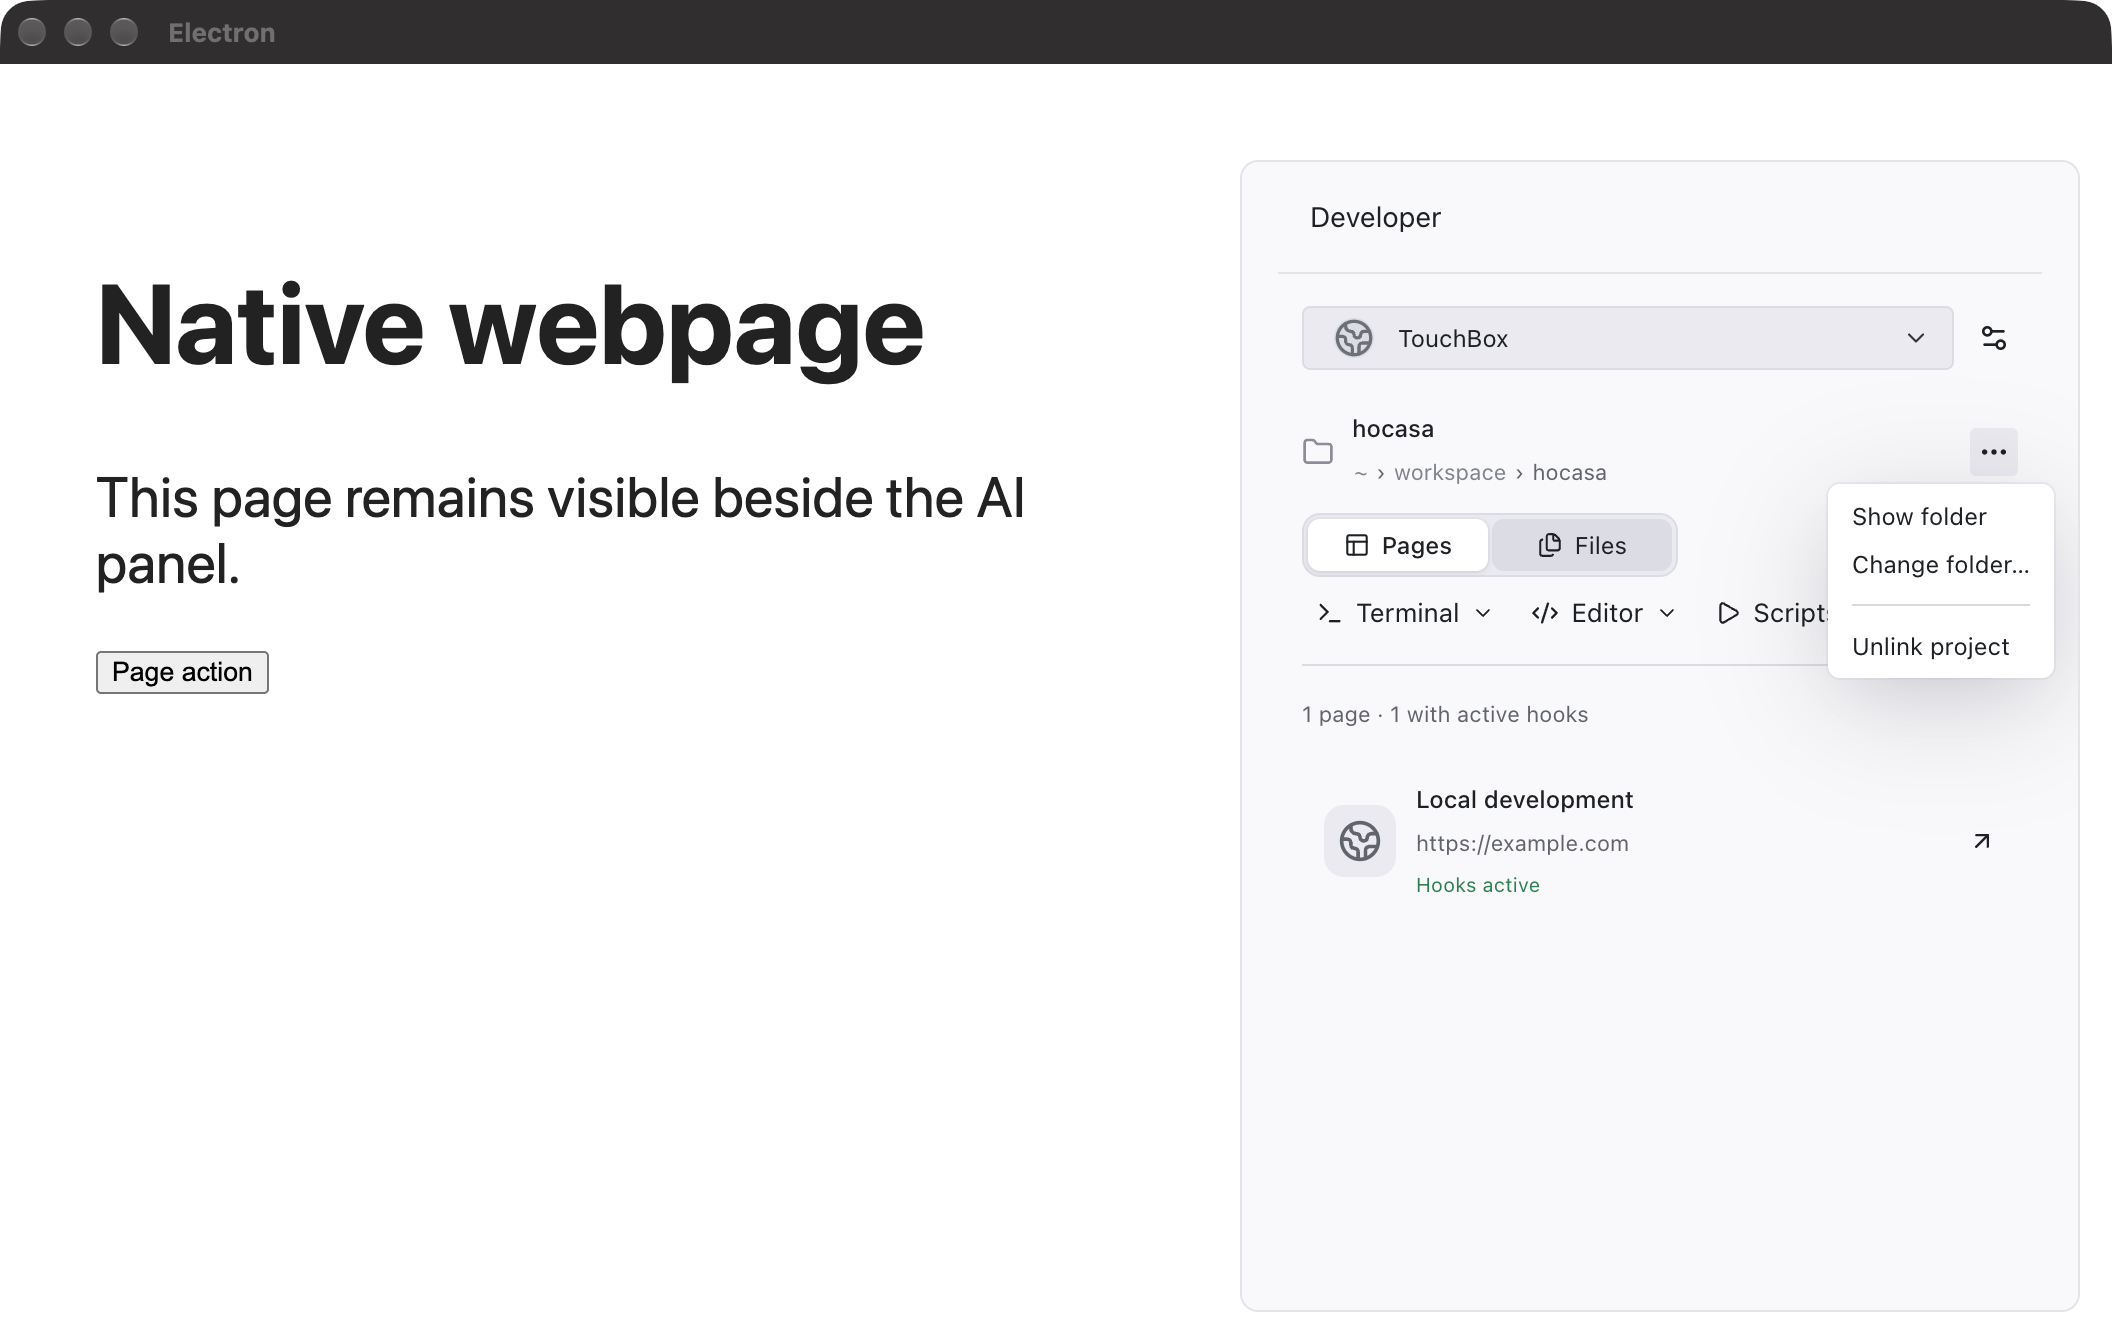 Electron
Native webpage
This page remains visible beside the AI
panel.
Page action
Developer
TouchBox
hocasa
~ › workspace › hocasa
Pages
Files
Terminal
Editor
Scripts
Show folder
Change folder...
Unlink project
1 page · 1 with active hooks
Local development
https://example.com
Hooks active